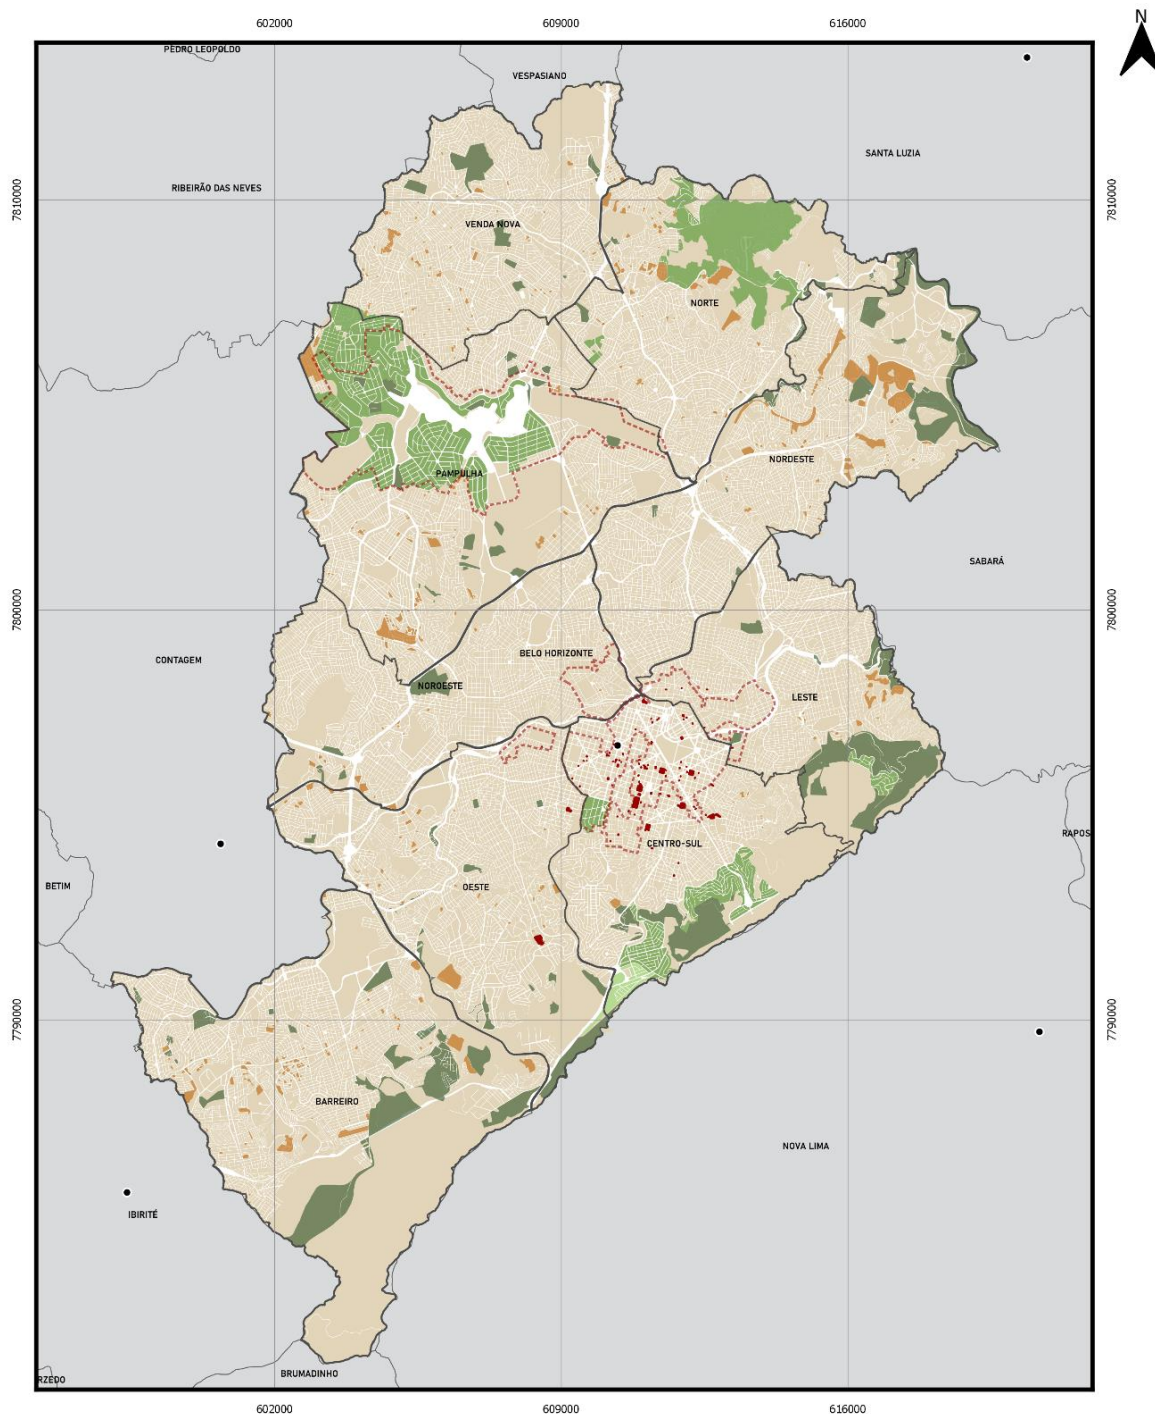 N
602000 609000 616000
PEDRO LEOPOLDO
VESPASIANO
SANTA LUZIA
RIBEIRÃO DAS NEVES
7810000 7810000
VENDA NOVA
NORTE
NORDESTE
PAMPULHA
SABARÁ
7800000 7800000
BELO HORIZONTE
CONTAGEM
NOROESTE
LESTE
RAPOS
CENTRO-SUL
BETIM
OESTE
7790000 7790000
BARREIRO
NOVA LIMA
IBIRITÉ
BRUMADINHO
RZEDO
602000 609000 616000